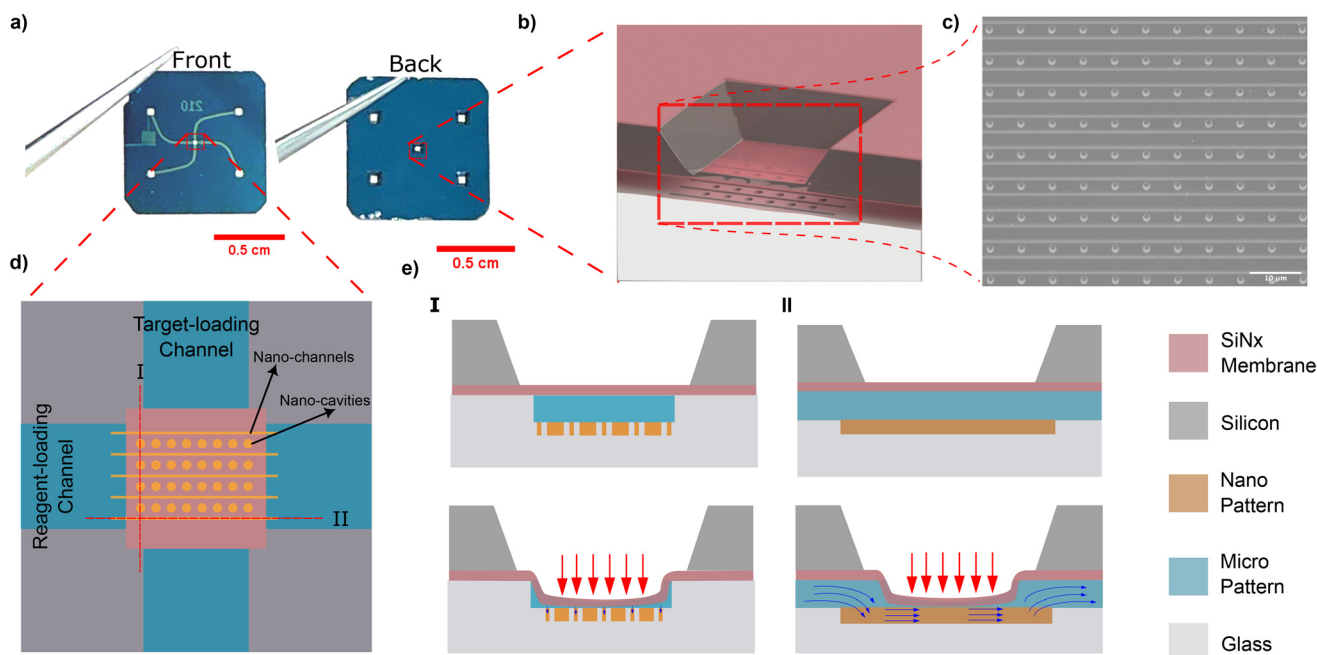 a)
Front
Back
210
0.5 cm
0.5 cm
b)
c)
10 µm
d)
Target-loading
Channel
Nano-channels
Nano-cavities
I
Reagent-loading
Channel
II
e)
I
II
SiNx
Membrane
Silicon
Nano
Pattern
Micro
Pattern
Glass